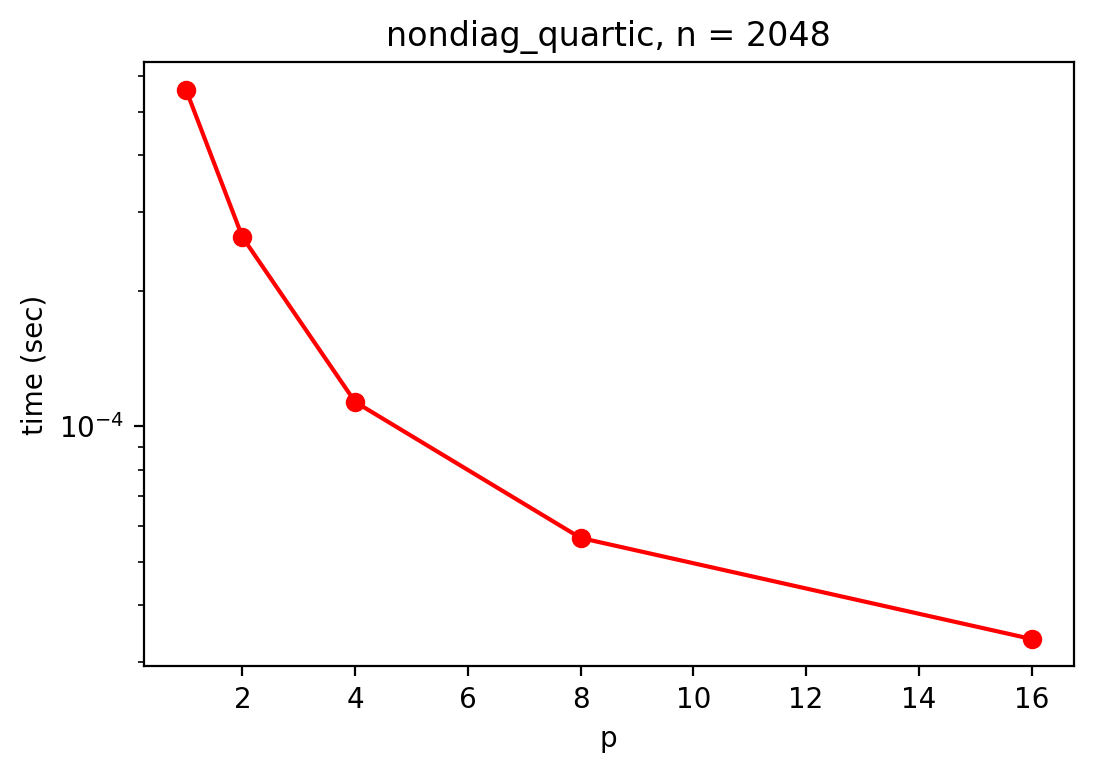 nondiag_quartic, n = 2048
time (sec)
10⁻⁴
2 4 6 8 10 12 14 16
p